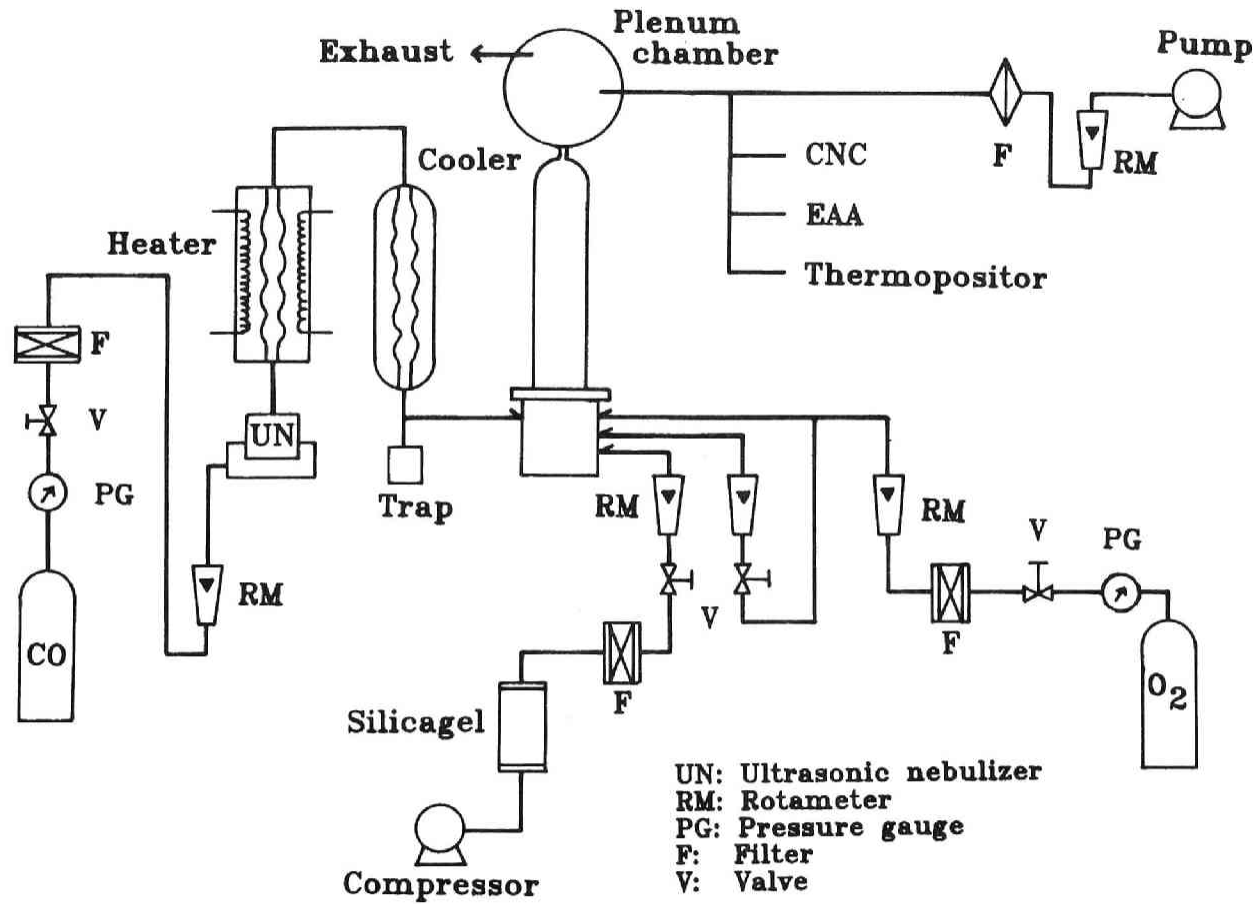 Plenum
chamber
Exhaust
Pump
Cooler
CNC
F
RM
EAA
Heater
Thermopositor
F
V
UN
PG
Trap
RM
RM
V
PG
RM
V
CO
F
O2
Silicagel
F
UN: Ultrasonic nebulizer
RM: Rotameter
PG: Pressure gauge
F: Filter
V: Valve
Compressor